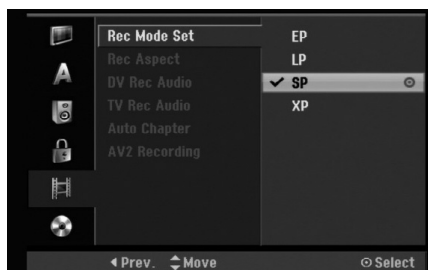 Rec Mode Set
Rec Aspect
DV Rec Audio
TV Rec Audio
Auto Chapter
AV2 Recording
EP
LP
SP
XP
Prev. Move Select